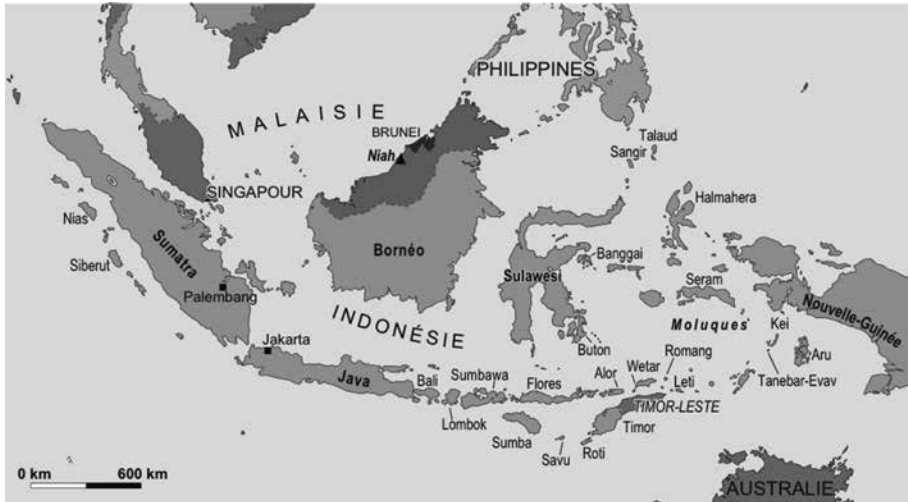 PHILIPPINES
MALAISIE
BRUNEI
Niah
Talaud
Sangir
SINGAPOUR
Halmahera
Nias
Sumatra
Bornéo
Banggai
Siberut
Sulawesi
Seram
Palembang
Nouvelle-Guinée
INDONÉSIE
Moluques
Kei
Jakarta
Buton
Romang
Aru
Wetar
Java
Bali
Sumbawa
Flores
Alor
Leti
Tanebar-Evav
TIMOR-LESTE
Lombok
Timor
Sumba
Roti
Savu
0 km 600 km
AUSTRALIE